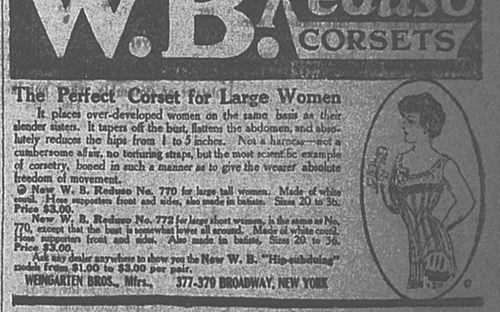 W.B. Reduso
CORSETS
The Perfect Corset for Large Women
It places over-developed women on the same basis as their
slender sisters. It tapers off the bust, flattens the abdomen, and abso-
lutely reduces the hips from 1 to 5 inches. Not a harness—not a
cumbersome affair, no torturing straps, but the most scientific example
of corsetry, boned in such a manner as to give the wearer absolute
freedom of movement.
New W. B. Reduso No. 770 for large tall women. Made of white
coutil. Hose supporters front and sides, also made in batiste. Sizes 20 to 36.
Price $3.00.
New W. B. Reduso No. 772 for large short women, is the same as No.
770, except that the bust is somewhat lower all around. Made of white coutil.
Hose supporters front and sides. Also made in batiste. Sizes 20 to 36.
Price $3.00.
Ask any dealer anywhere to show you the New W. B. "Hip-subduing"
models from $1.00 to $3.00 per pair.
WEINGARTEN BROS., Mfrs., 377-379 BROADWAY, NEW YORK